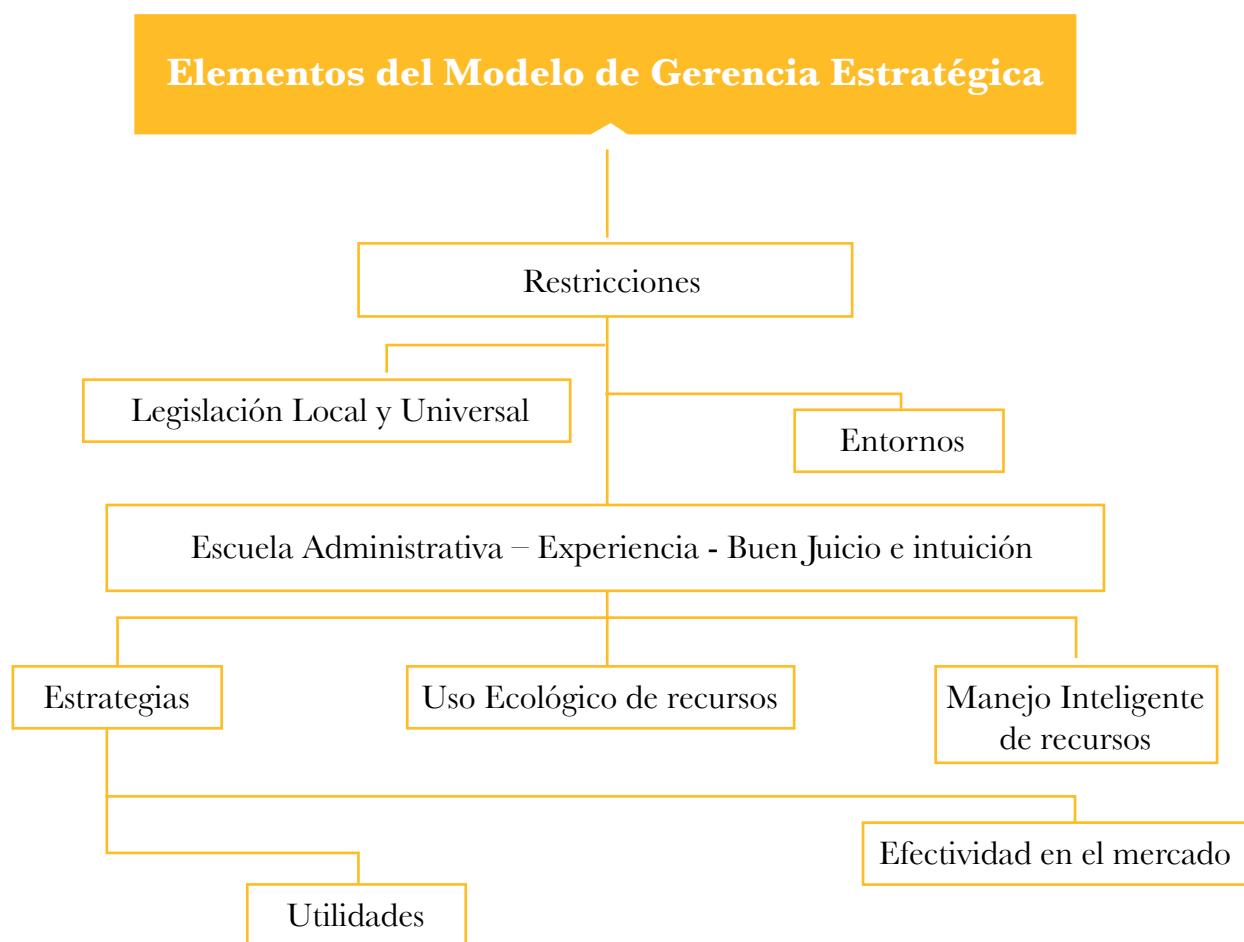 Elementos del Modelo de Gerencia Estratégica
Restricciones
Legislación Local y Universal
Entornos
Escuela Administrativa – Experiencia - Buen Juicio e intuición
Estrategias
Uso Ecológico de recursos
Manejo Inteligente
de recursos
Efectividad en el mercado
Utilidades